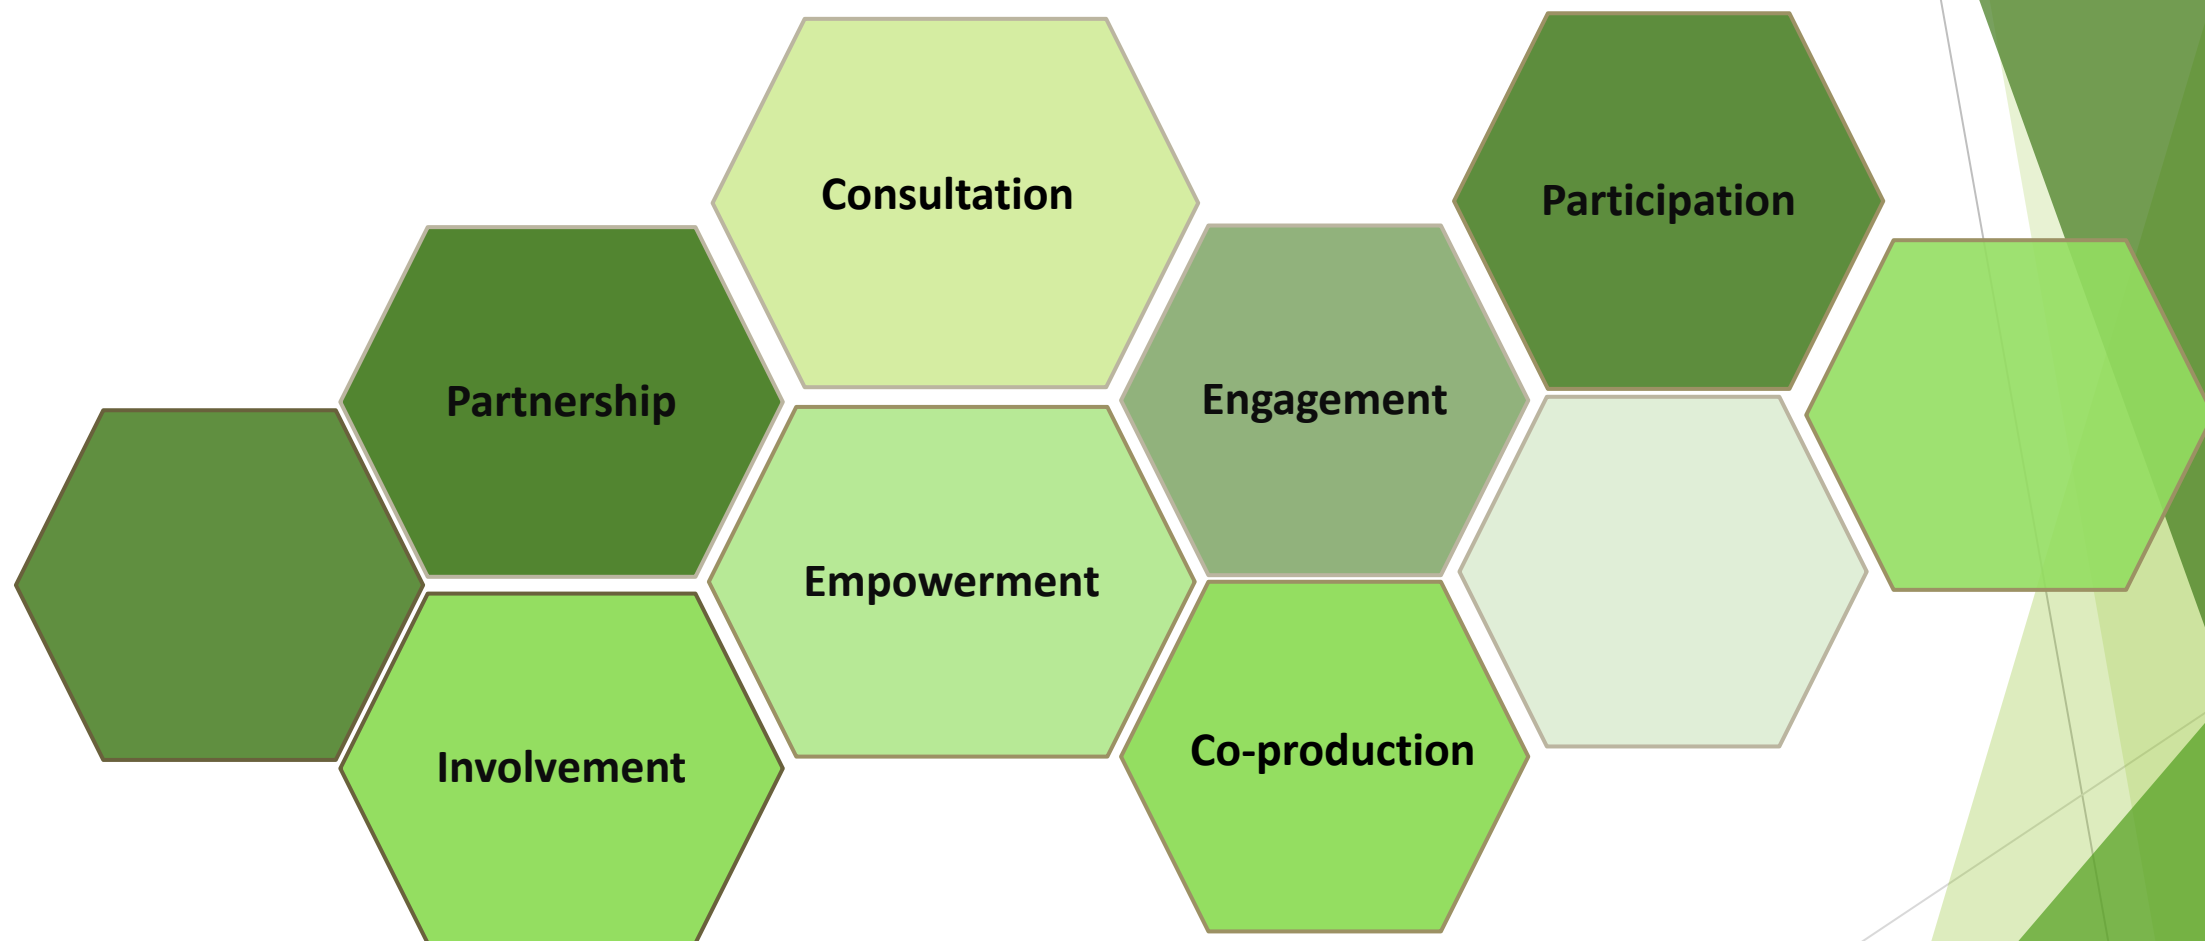 Consultation
Participation
Partnership
Engagement
Empowerment
Involvement
Co-production